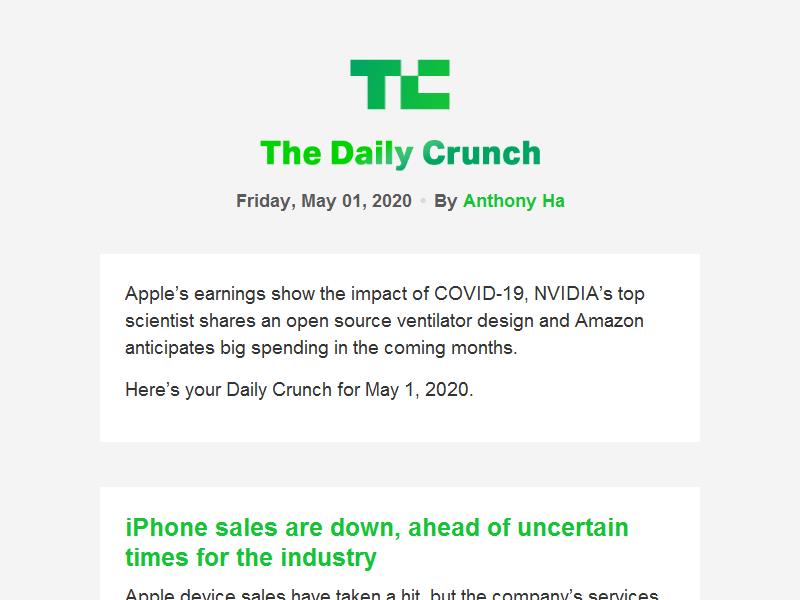 TC
The Daily Crunch
Friday, May 01, 2020 • By Anthony Ha
Apple’s earnings show the impact of COVID-19, NVIDIA’s top
scientist shares an open source ventilator design and Amazon
anticipates big spending in the coming months.
Here’s your Daily Crunch for May 1, 2020.
iPhone sales are down, ahead of uncertain
times for the industry
Apple device sales have taken a hit, but the company’s services